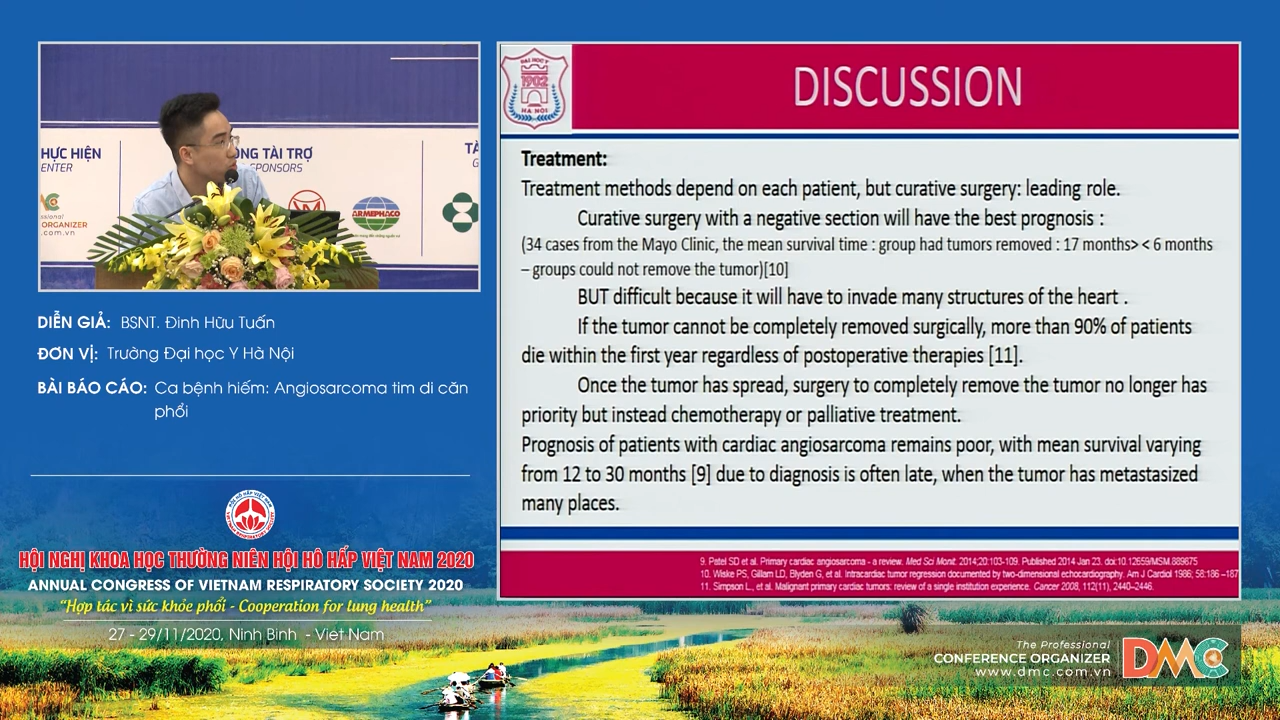 HỰC HIỆN
ENTER
ỒNG TÀI TRỢ
SPONSORS
TÀ
G
ORGANIZER
.com.vn
ARMEPHACO
DIỄN GIẢ: BSNT. Đinh Hữu Tuấn
ĐƠN VỊ: Trường Đại học Y Hà Nội
BÀI BÁO CÁO: Ca bệnh hiếm: Angiosarcoma tim di căn
phổi
HỘI NGHỊ KHOA HỌC THƯỜNG NIÊN HỘI HÔ HẤP VIỆT NAM 2020
ANNUAL CONGRESS OF VIETNAM RESPIRATORY SOCIETY 2020
“Hợp tác vì sức khỏe phổi - Cooperation for lung health”
27 - 29/11/2020, Ninh Bình - Viet Nam
ĐẠI HỌC Y
1902
HÀ NỘI
DISCUSSION
Treatment:
Treatment methods depend on each patient, but curative surgery: leading role.
Curative surgery with a negative section will have the best prognosis :
(34 cases from the Mayo Clinic, the mean survival time : group had tumors removed : 17 months> < 6 months
– groups could not remove the tumor)[10]
BUT difficult because it will have to invade many structures of the heart .
If the tumor cannot be completely removed surgically, more than 90% of patients
die within the first year regardless of postoperative therapies [11].
Once the tumor has spread, surgery to completely remove the tumor no longer has
priority but instead chemotherapy or palliative treatment.
Prognosis of patients with cardiac angiosarcoma remains poor, with mean survival varying
from 12 to 30 months [9] due to diagnosis is often late, when the tumor has metastasized
many places.
9. Patel SD et al. Primary cardiac angiosarcoma - a review. Med Sci Monit. 2014;20:103-109. Published 2014 Jan 23. doi:10.12659/MSM.889875
10. Wiske PS, Gillam LD, Blyden G, et al. Intracardiac tumor regression documented by two-dimensional echocardiography. Am J Cardiol 1986; 58:186 –187
11. Simpson L., et al. Malignant primary cardiac tumors: review of a single institution experience. Cancer 2008, 112(11), 2440–2446.
The Professional
CONFERENCE ORGANIZER
www.dmc.com.vn
DMC